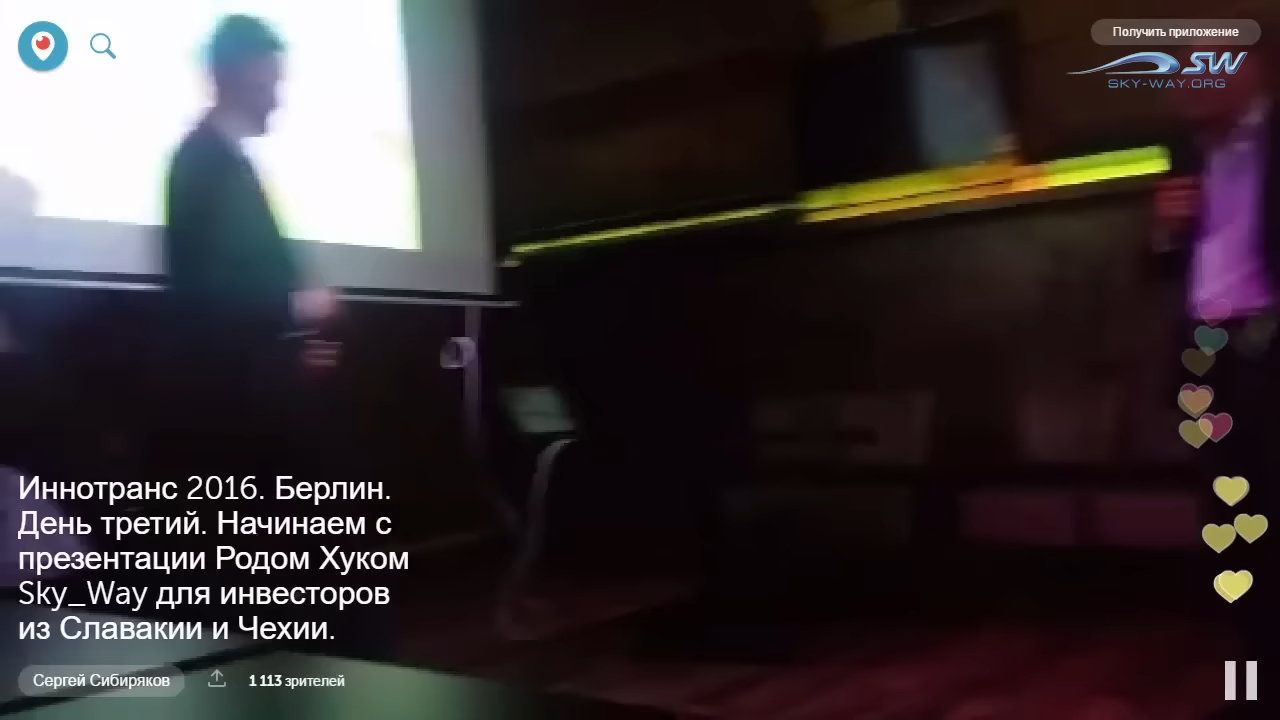 Получить приложение
SW
SKY-WAY.ORG
Иннотранс 2016. Берлин.
День третий. Начинаем с
презентации Родом Хуком
Sky_Way для инвесторов
из Славакии и Чехии.
Сергей Сибиряков
1 113 зрителей